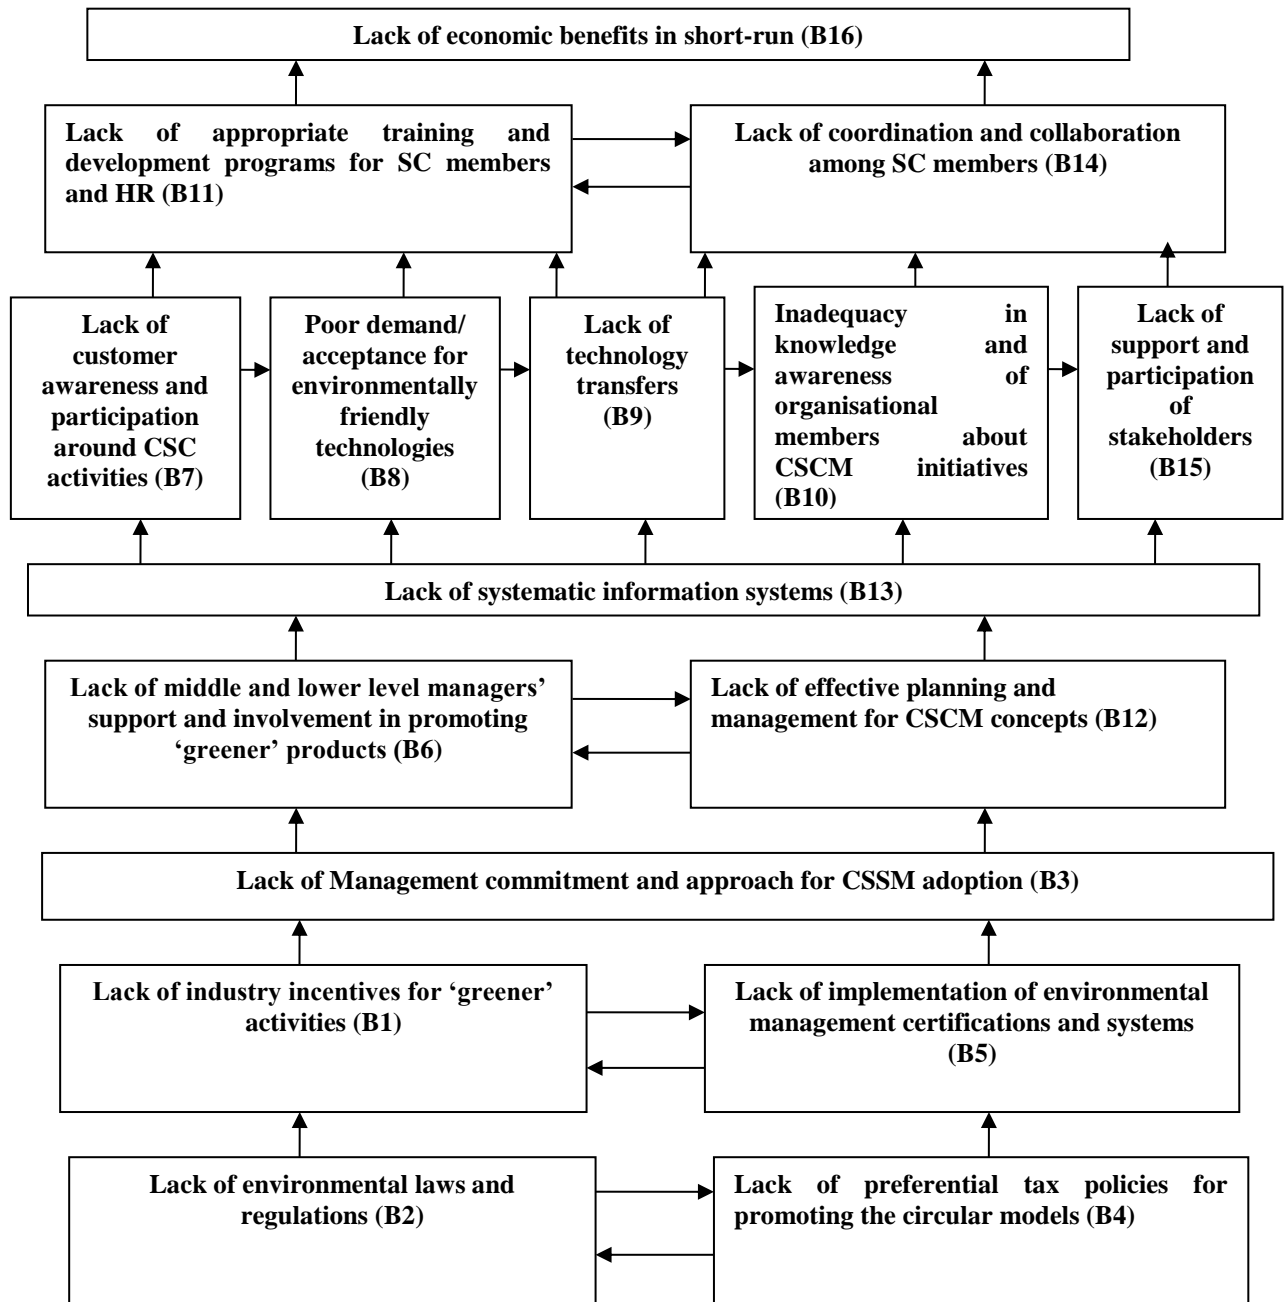 Lack of economic benefits in short-run (B16)
Lack of appropriate training and
development programs for SC members
and HR (B11)
Lack of coordination and collaboration
among SC members (B14)
Lack of
customer
awareness and
participation
around CSC
activities (B7)
Poor demand/
acceptance for
environmentally
friendly
technologies
(B8)
Lack of
technology
transfers
(B9)
Inadequacy in
knowledge and
awareness of
organisational
members about
CSCM initiatives
(B10)
Lack of
support and
participation
of
stakeholders
(B15)
Lack of systematic information systems (B13)
Lack of middle and lower level managers’
support and involvement in promoting
‘greener’ products (B6)
Lack of effective planning and
management for CSCM concepts (B12)
Lack of Management commitment and approach for CSSM adoption (B3)
Lack of industry incentives for ‘greener’
activities (B1)
Lack of implementation of environmental
management certifications and systems
(B5)
Lack of environmental laws and
regulations (B2)
Lack of preferential tax policies for
promoting the circular models (B4)